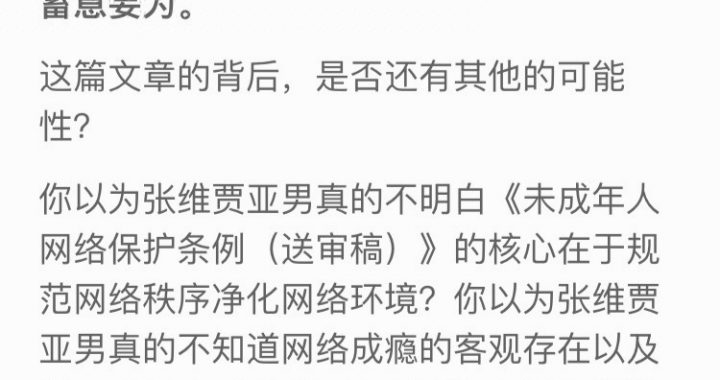 蓄意妄为。
这篇文章的背后，是否还有其他的可能
性？
你以为张维贾亚男真的不明白《未成年人
网络保护条例（送审稿）》的核心在于规
范网络秩序净化网络环境？你以为张维贾
亚男真的不知道网络成瘾的客观存在以及